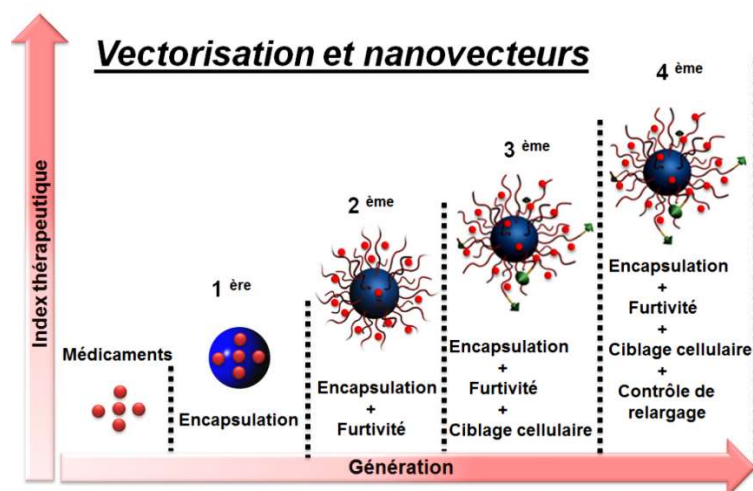 Vectorisation et nanovecteurs
4 ème
3 ème
2 ème
1 ère
Index thérapeutique
Médicaments
Encapsulation
Encapsulation
+
Furtivité
Encapsulation
+
Furtivité
+
Ciblage cellulaire
Encapsulation
+
Furtivité
+
Ciblage cellulaire
+
Contrôle de
relargage
Génération